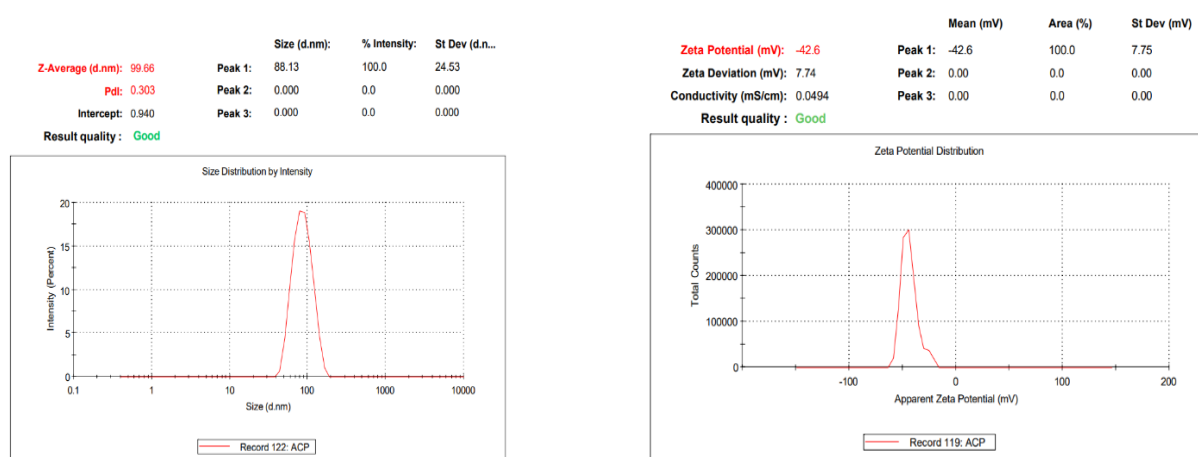 Size (d.nm): % Intensity: St Dev (d.n...
Z-Average (d.nm): 99.66 Peak 1: 88.13 100.0 24.53
PdI: 0.303 Peak 2: 0.000 0.0 0.000
Intercept: 0.940 Peak 3: 0.000 0.0 0.000
Result quality : Good
Size Distribution by Intensity
Intensity (Percent)
20
15
10
5
0
0.1 1 10 100 1000 10000
Size (d.nm)
Record 122: ACP
Mean (mV) Area (%) St Dev (mV)
Zeta Potential (mV): -42.6 Peak 1: -42.6 100.0 7.75
Zeta Deviation (mV): 7.74 Peak 2: 0.00 0.0 0.00
Conductivity (mS/cm): 0.0494 Peak 3: 0.00 0.0 0.00
Result quality : Good
Zeta Potential Distribution
Total Counts
400000
300000
200000
100000
0
-100 0 100 200
Apparent Zeta Potential (mV)
Record 119: ACP